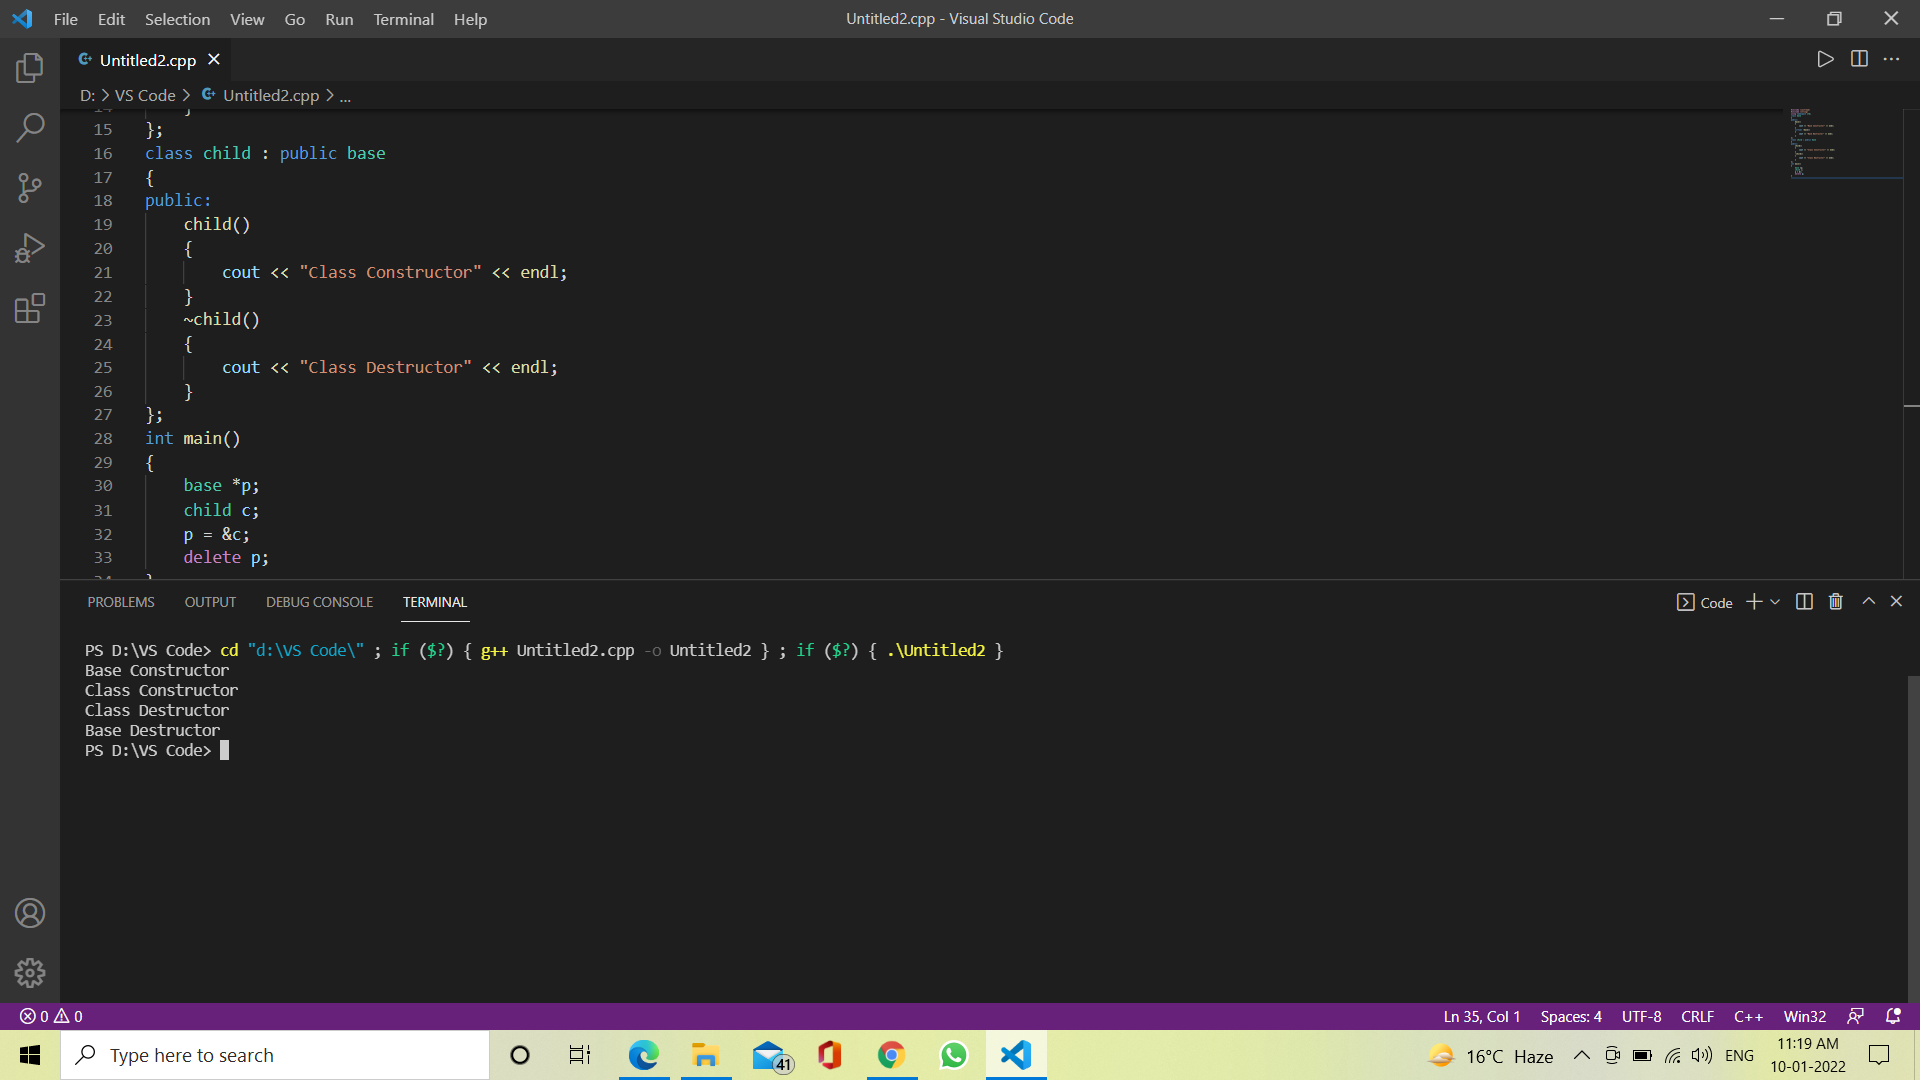 File Edit Selection View Go Run Terminal Help
Untitled2.cpp - Visual Studio Code
Untitled2.cpp
D: > VS Code > Untitled2.cpp > ...
15 };
16 class child : public base
17 {
18 public:
19 child()
20 {
21 cout << "Class Constructor" << endl;
22 }
23 ~child()
24 {
25 cout << "Class Destructor" << endl;
26 }
27 };
28 int main()
29 {
30 base *p;
31 child c;
32 p = &c;
33 delete p;
PROBLEMS OUTPUT DEBUG CONSOLE TERMINAL
Code
PS D:\VS Code> cd "d:\VS Code\" ; if ($?) { g++ Untitled2.cpp -o Untitled2 } ; if ($?) { .\Untitled2 }
Base Constructor
Class Constructor
Class Destructor
Base Destructor
PS D:\VS Code>
0 0
Ln 35, Col 1 Spaces: 4 UTF-8 CRLF C++ Win32
Type here to search
41
16°C Haze
ENG
11:19 AM
10-01-2022